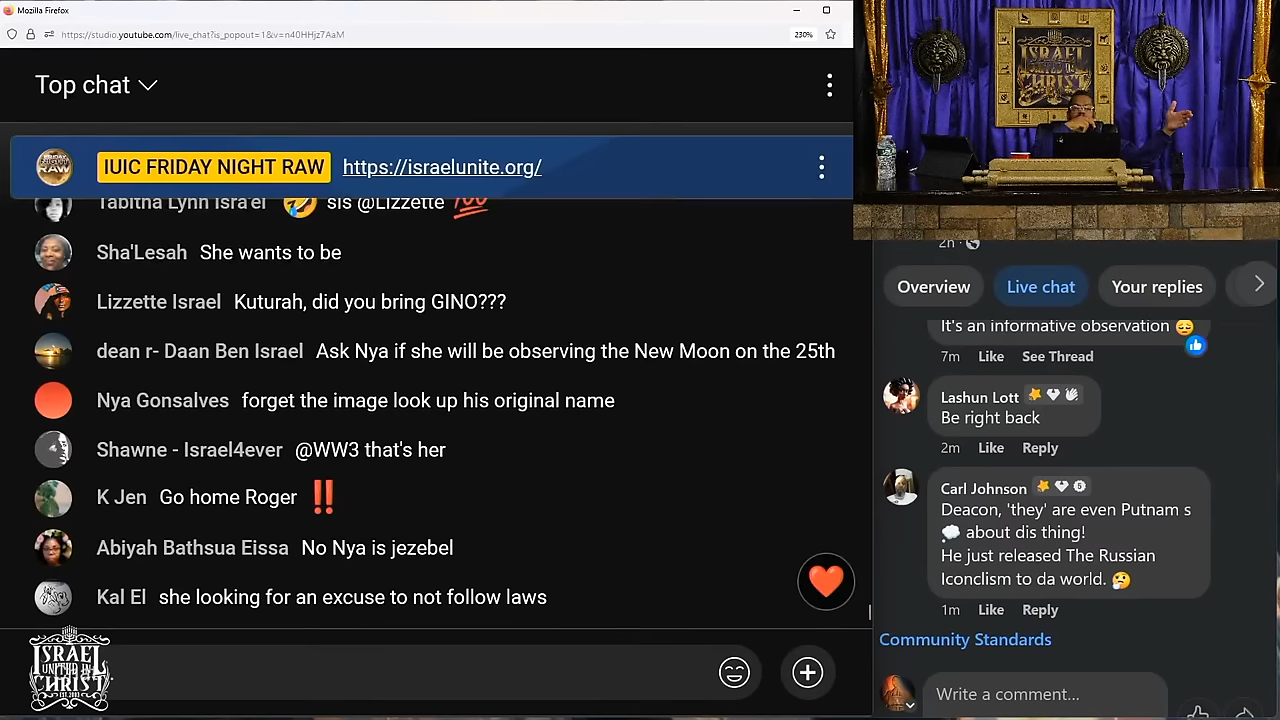 Mozilla Firefox
https://studio.youtube.com/live_chat?is_popout=1&v=n40HHjz7AaM
230%
Top chat
IUIC FRIDAY NIGHT RAW https://israelunite.org/
Tabitha Lynn Isra'el 🤣 sis @Lizzette 💯
Sha'Lesah She wants to be
Lizzette Israel Kuturah, did you bring GINO???
dean r- Daan Ben Israel Ask Nya if she will be observing the New Moon on the 25th
Nya Gonsalves forget the image look up his original name
Shawne - Israel4ever @WW3 that's her
K Jen Go home Roger ‼️
Abiyah Bathsua Eissa No Nya is jezebel
Kal El she looking for an excuse to not follow laws
ISRAEL
UNITED IN
CHRIST
EST. 2003
ISRAEL
UNITED IN
CHRIST
2h
Overview Live chat Your replies
It's an informative observation 😔
7m Like See Thread
Lashun Lott
Be right back
2m Like Reply
Carl Johnson
Deacon, 'they' are even Putnam s
💭 about dis thing!
He just released The Russian
Iconclism to da world. 😢
1m Like Reply
Community Standards
Write a comment…